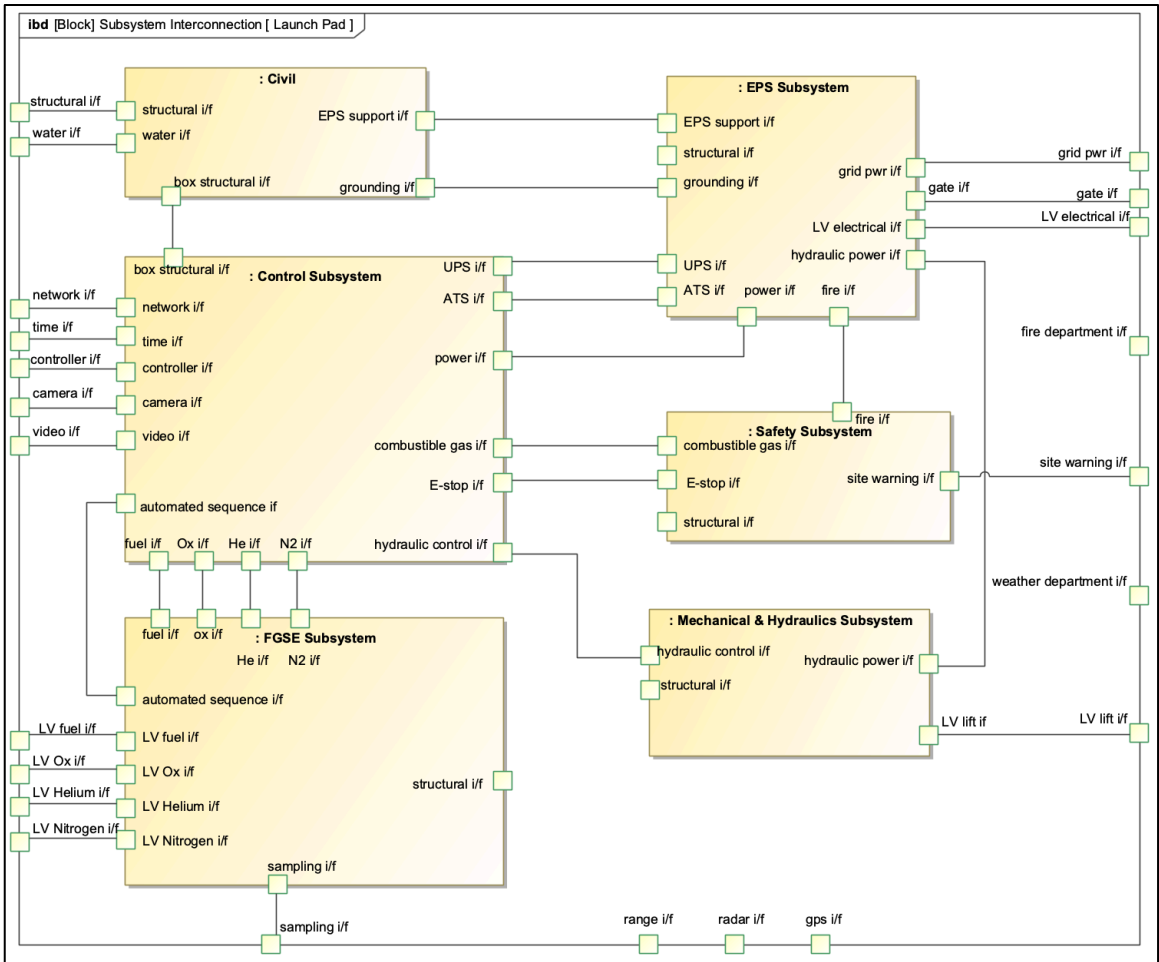 ibd [Block] Subsystem Interconnection [ Launch Pad ]
: Civil
structural i/f
structural i/f
water i/f
water i/f
EPS support i/f
box structural i/f
grounding i/f
: EPS Subsystem
EPS support i/f
structural i/f
grounding i/f
grid pwr i/f
grid pwr i/f
gate i/f
gate i/f
LV electrical i/f
LV electrical i/f
hydraulic power i/f
UPS i/f
ATS i/f
power i/f
fire i/f
box structural i/f
: Control Subsystem
UPS i/f
ATS i/f
network i/f
network i/f
time i/f
time i/f
controller i/f
controller i/f
camera i/f
camera i/f
video i/f
video i/f
power i/f
combustible gas i/f
E-stop i/f
automated sequence if
fuel i/f
Ox i/f
He i/f
N2 i/f
hydraulic control i/f
fire department i/f
fire i/f
: Safety Subsystem
combustible gas i/f
E-stop i/f
site warning i/f
site warning i/f
structural i/f
weather department i/f
fuel i/f
ox i/f
: FGSE Subsystem
He i/f
N2 i/f
automated sequence i/f
LV fuel i/f
LV fuel i/f
LV Ox i/f
LV Ox i/f
LV Helium i/f
LV Helium i/f
LV Nitrogen i/f
LV Nitrogen i/f
structural i/f
sampling i/f
sampling i/f
: Mechanical & Hydraulics Subsystem
hydraulic control i/f
hydraulic power i/f
structural i/f
LV lift if
LV lift i/f
range i/f
radar i/f
gps i/f